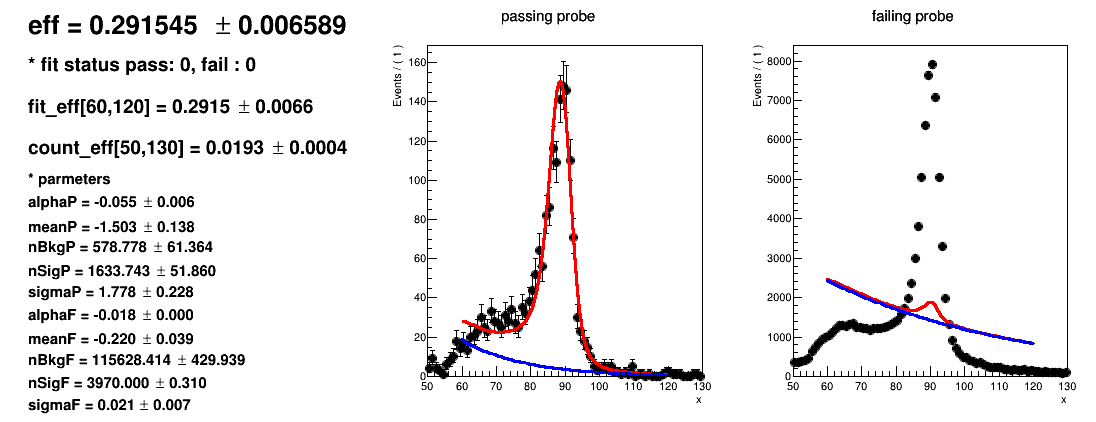 eff = 0.291545 ± 0.006589
* fit status pass: 0, fail : 0
fit_eff[60,120] = 0.2915 ± 0.0066
count_eff[50,130] = 0.0193 ± 0.0004
* parmeters
alphaP = -0.055 ± 0.006
meanP = -1.503 ± 0.138
nBkgP = 578.778 ± 61.364
nSigP = 1633.743 ± 51.860
sigmaP = 1.778 ± 0.228
alphaF = -0.018 ± 0.000
meanF = -0.220 ± 0.039
nBkgF = 115628.414 ± 429.939
nSigF = 3970.000 ± 0.310
sigmaF = 0.021 ± 0.007
passing probe
Events / ( 1 )
160
140
120
100
80
60
40
20
0
50 60 70 80 90 100 110 120 130
x
failing probe
Events / ( 1 )
8000
7000
6000
5000
4000
3000
2000
1000
0
50 60 70 80 90 100 110 120 130
x